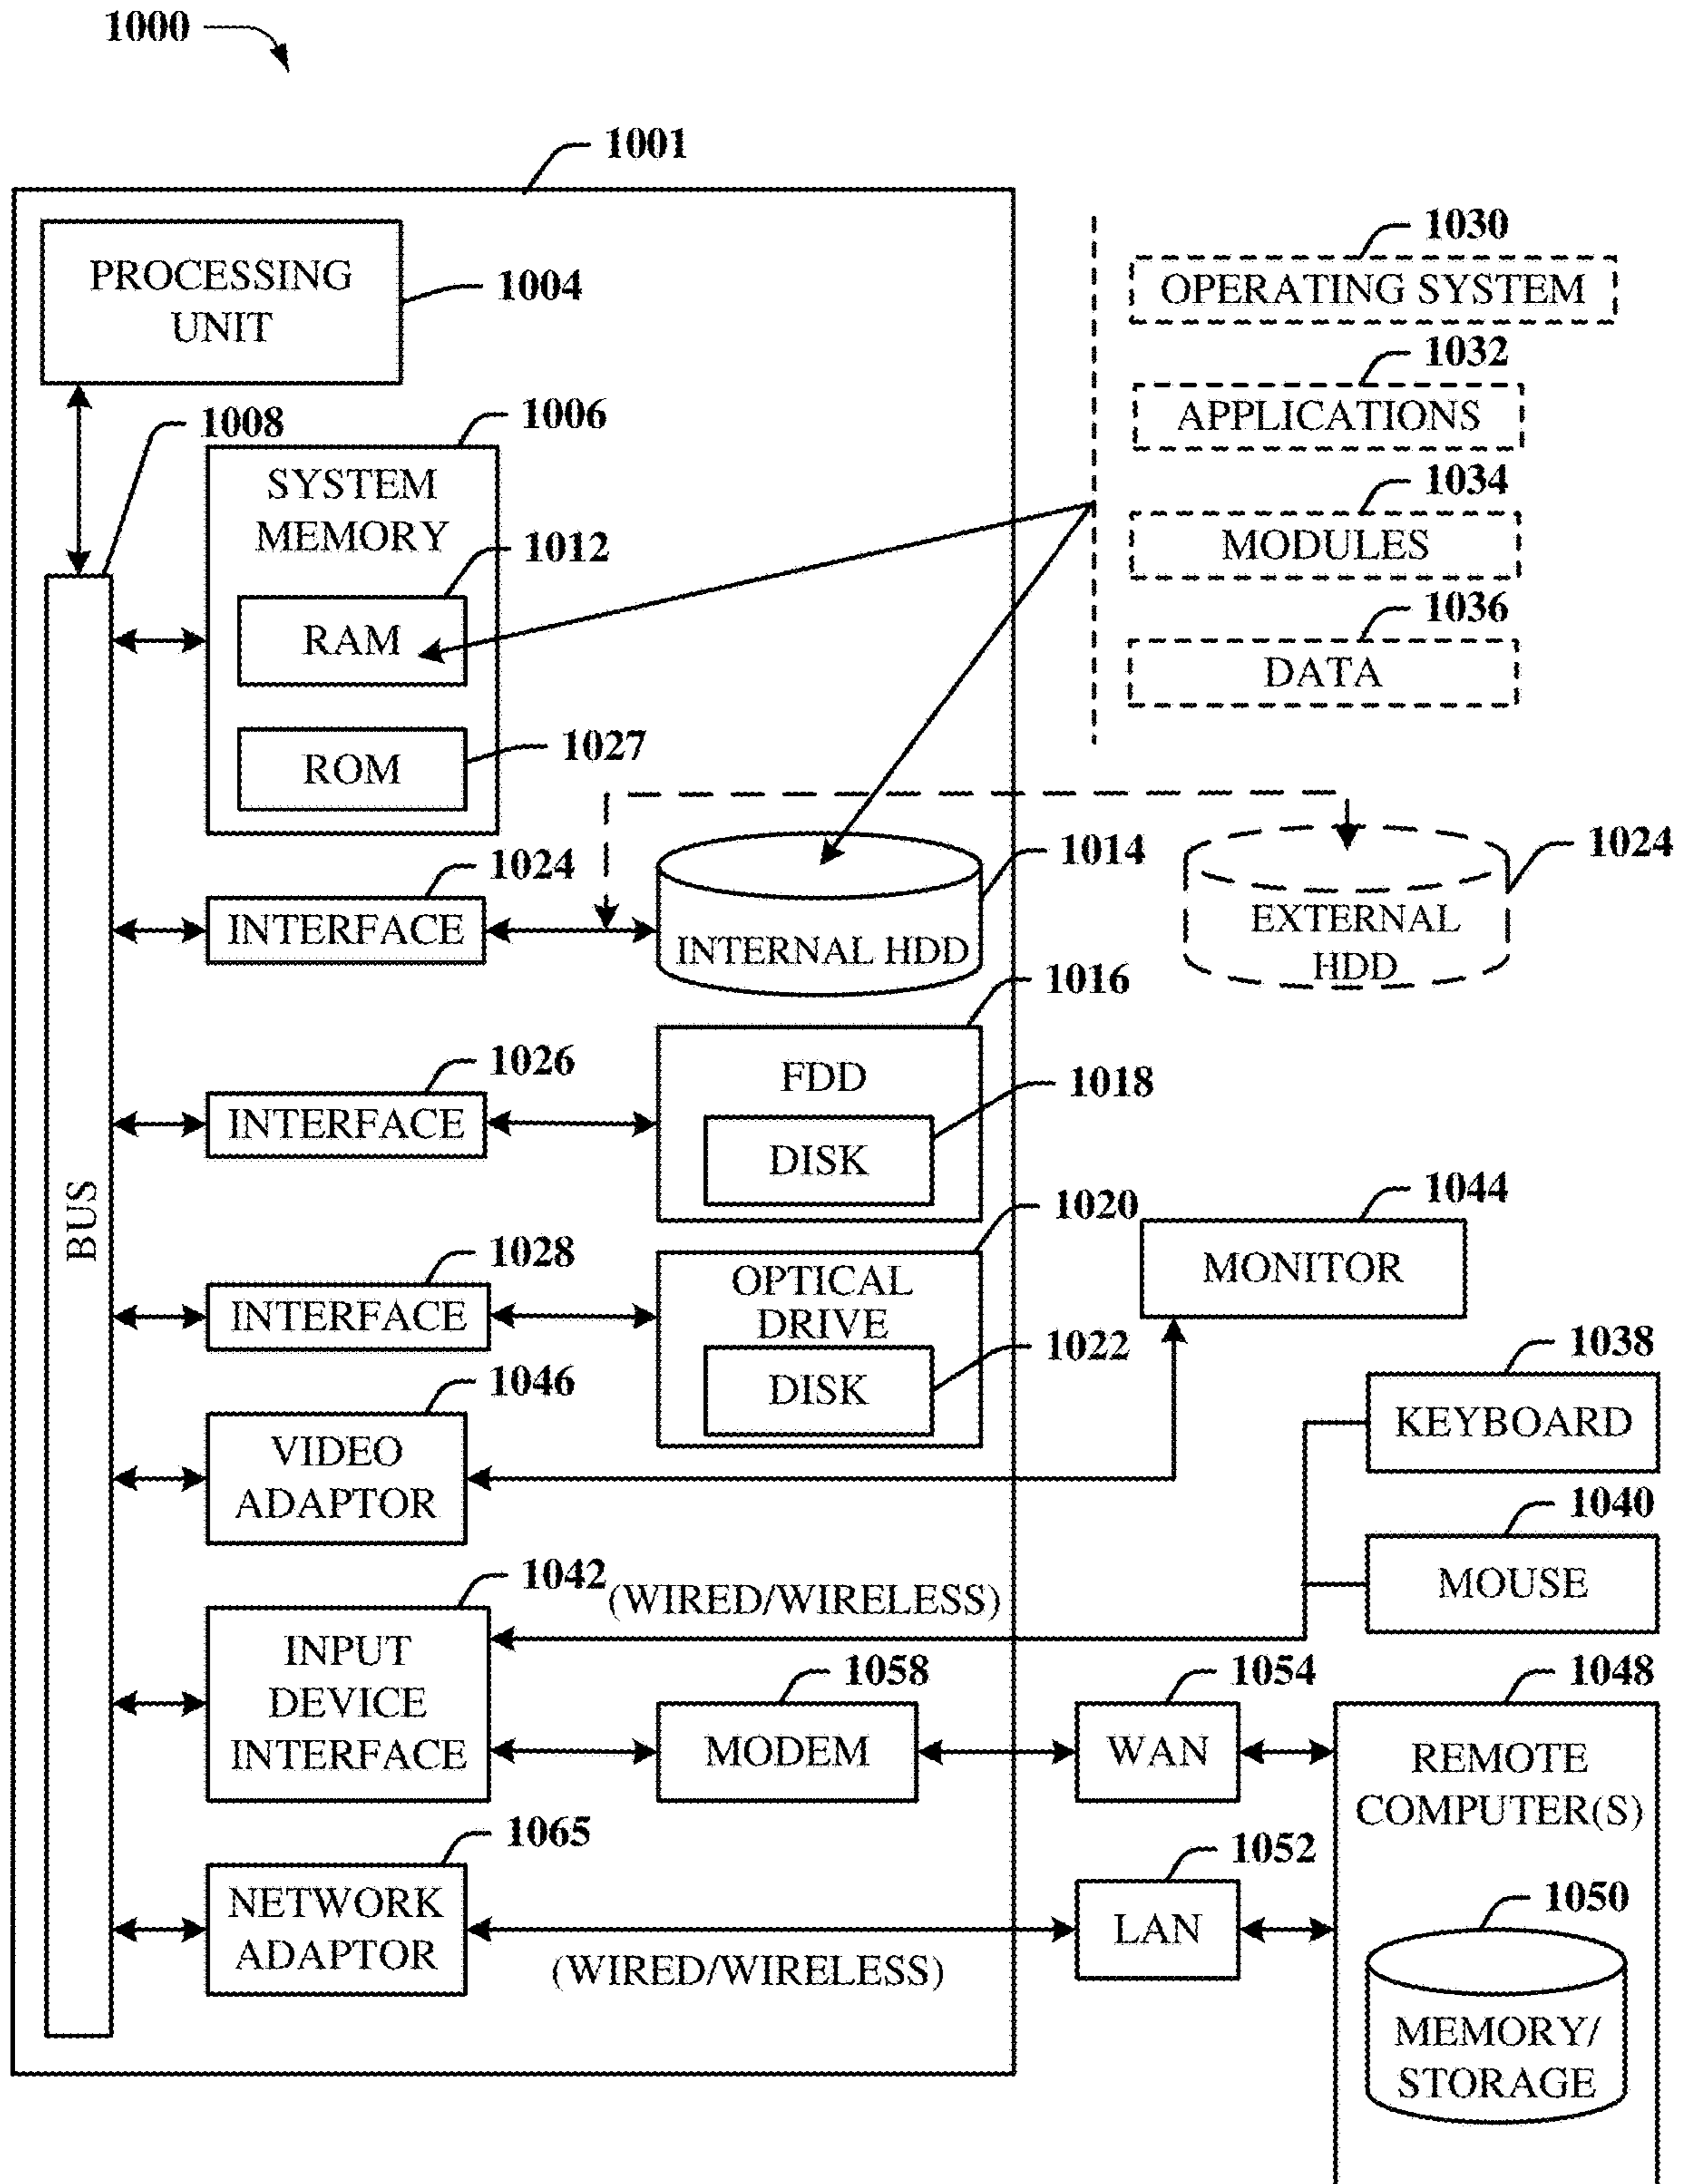 1000
1001
PROCESSING
UNIT
1004
1030
OPERATING SYSTEM
1032
APPLICATIONS
1034
MODULES
1036
DATA
1008
1006
SYSTEM
MEMORY
1012
RAM
1027
ROM
1024
INTERFACE
1014
INTERNAL HDD
1024
EXTERNAL
HDD
1016
1026
INTERFACE
FDD
1018
DISK
BUS
1020
1028
INTERFACE
OPTICAL
DRIVE
1022
DISK
1044
MONITOR
1046
VIDEO
ADAPTOR
1038
KEYBOARD
1040
MOUSE
1042
(WIRED/WIRELESS)
INPUT
DEVICE
INTERFACE
1058
MODEM
1054
WAN
1048
REMOTE
COMPUTER(S)
1065
NETWORK
ADAPTOR
(WIRED/WIRELESS)
1052
LAN
1050
MEMORY/
STORAGE